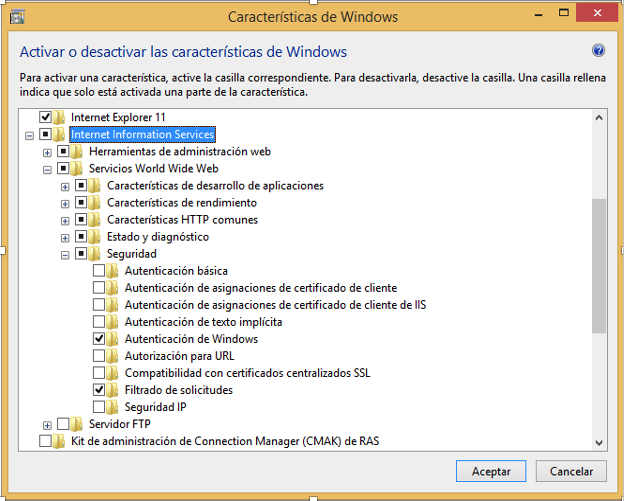 Características de Windows
Activar o desactivar las características de Windows
Para activar una característica, active la casilla correspondiente. Para desactivarla, desactive la casilla. Una casilla rellena
indica que solo está activada una parte de la característica.
Internet Explorer 11
Internet Information Services
Herramientas de administración web
Servicios World Wide Web
Características de desarrollo de aplicaciones
Características de rendimiento
Características HTTP comunes
Estado y diagnóstico
Seguridad
Autenticación básica
Autenticación de asignaciones de certificado de cliente
Autenticación de asignaciones de certificado de cliente de IIS
Autenticación de texto implícita
Autenticación de Windows
Autorización para URL
Compatibilidad con certificados centralizados SSL
Filtrado de solicitudes
Seguridad IP
Servidor FTP
Kit de administración de Connection Manager (CMAK) de RAS
Aceptar
Cancelar